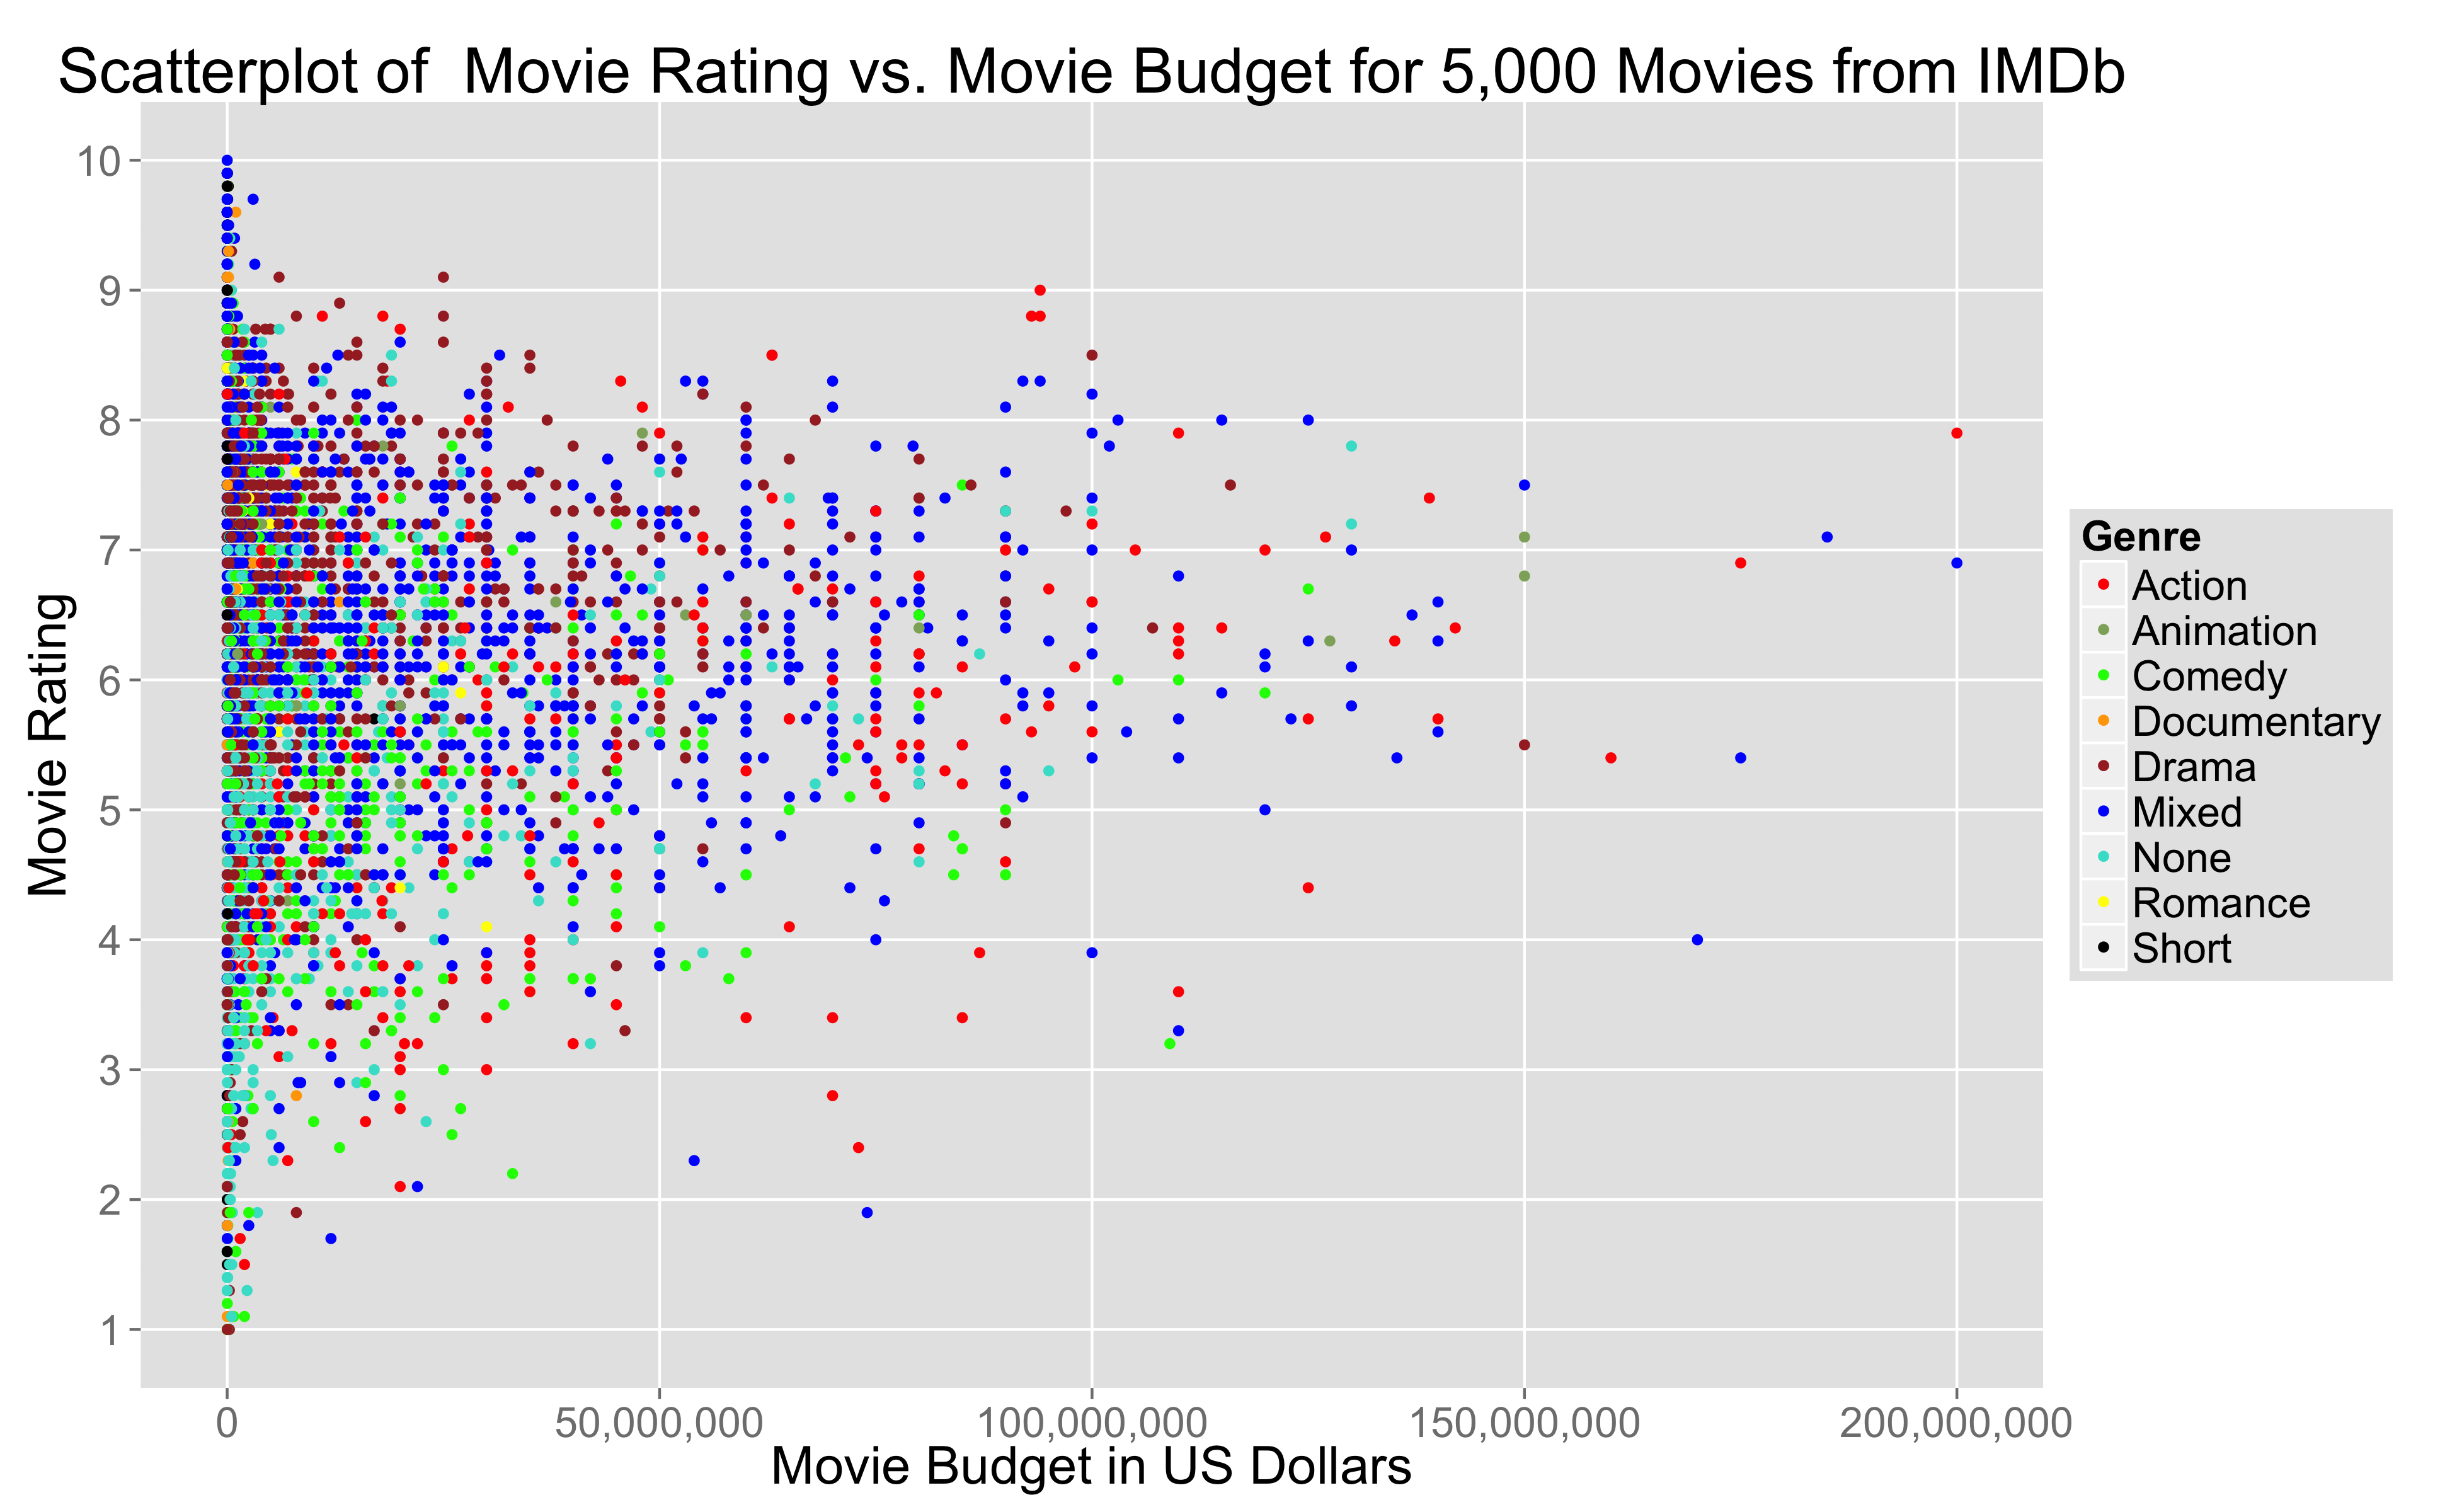 Scatterplot of  Movie Rating vs. Movie Budget for 5,000 Movies from IMDb
10
9
8
7
6
5
4
3
2
1
Movie Rating
0
50,000,000
100,000,000
150,000,000
200,000,000
Movie Budget in US Dollars
Genre
Action
Animation
Comedy
Documentary
Drama
Mixed
None
Romance
Short